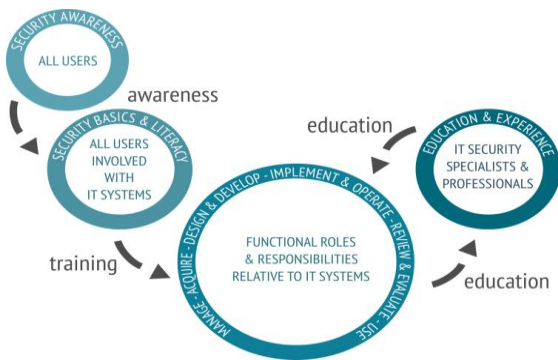 SECURITY AWARENESS
ALL USERS
awareness
SECURITY BASICS & LITERACY
ALL USERS
INVOLVED
WITH
IT SYSTEMS
training
MANAGE - ACQUIRE - DESIGN & DEVELOP - IMPLEMENT & OPERATE - REVIEW & EVALUATE - USE
FUNCTIONAL ROLES
& RESPONSIBILITIES
RELATIVE TO IT SYSTEMS
education
EDUCATION & EXPERIENCE
IT SECURITY
SPECIALISTS &
PROFESSIONALS
education